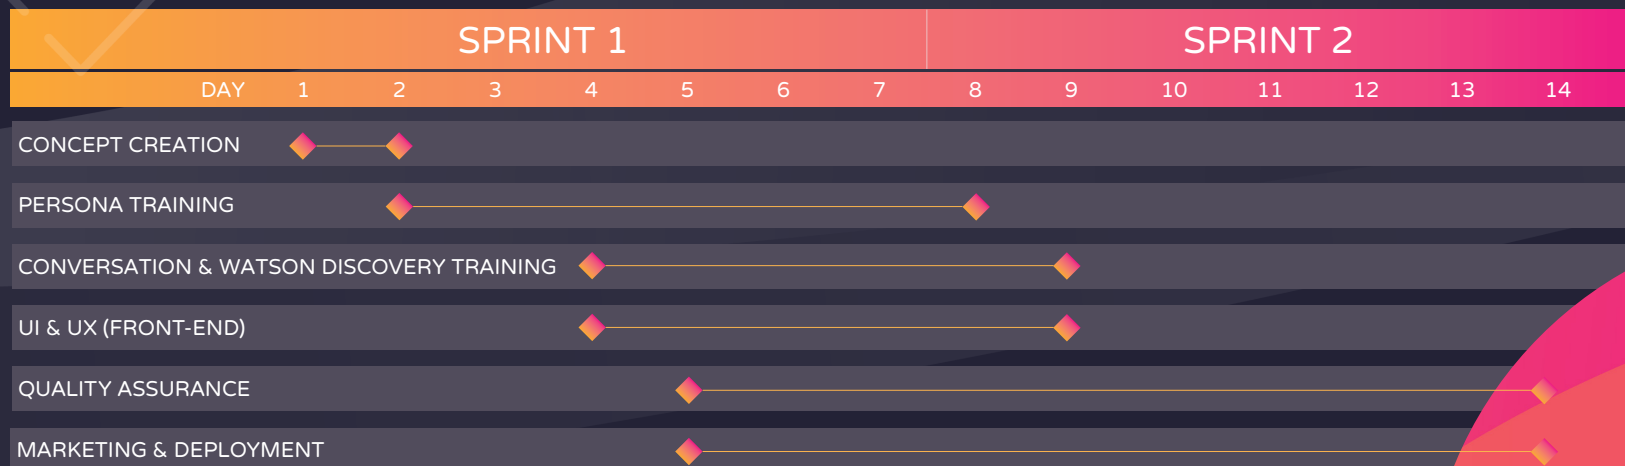 SPRINT 1 SPRINT 2
DAY 1 2 3 4 5 6 7 8 9 10 11 12 13 14
CONCEPT CREATION
PERSONA TRAINING
CONVERSATION & WATSON DISCOVERY TRAINING
UI & UX (FRONT-END)
QUALITY ASSURANCE
MARKETING & DEPLOYMENT